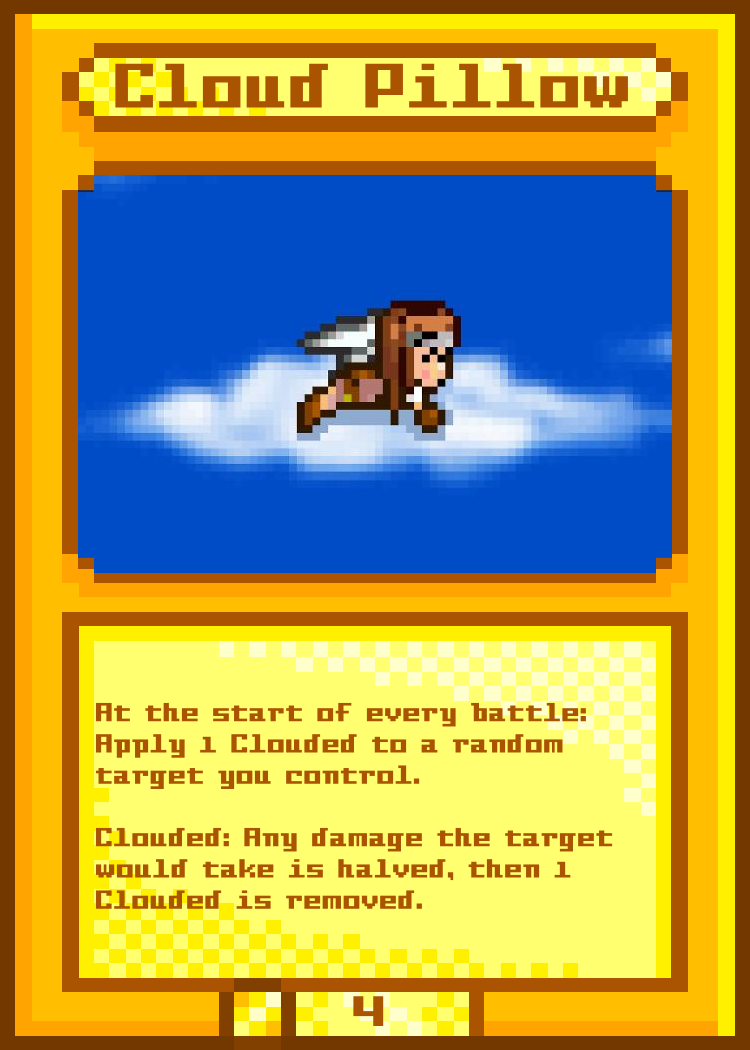 Cloud Pillow
At the start of every battle:
Apply 1 Clouded to a random
target you control.
Clouded: Any damage the target
would take is halved, then 1
Clouded is removed.
4